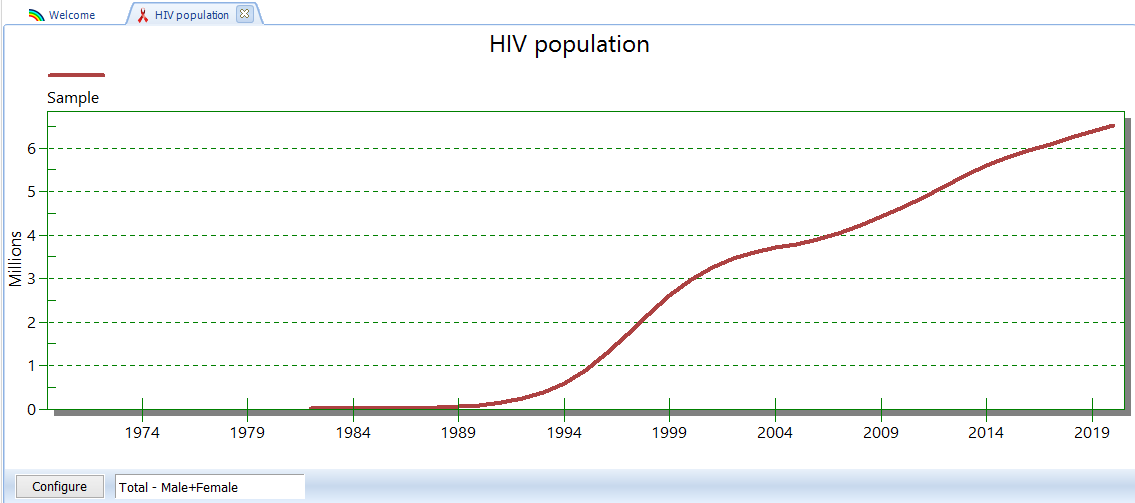 Welcome
HIV population
HIV population
Sample
Millions
6
5
4
3
2
1
0
1974 1979 1984 1989 1994 1999 2004 2009 2014 2019
Configure
Total - Male+Female